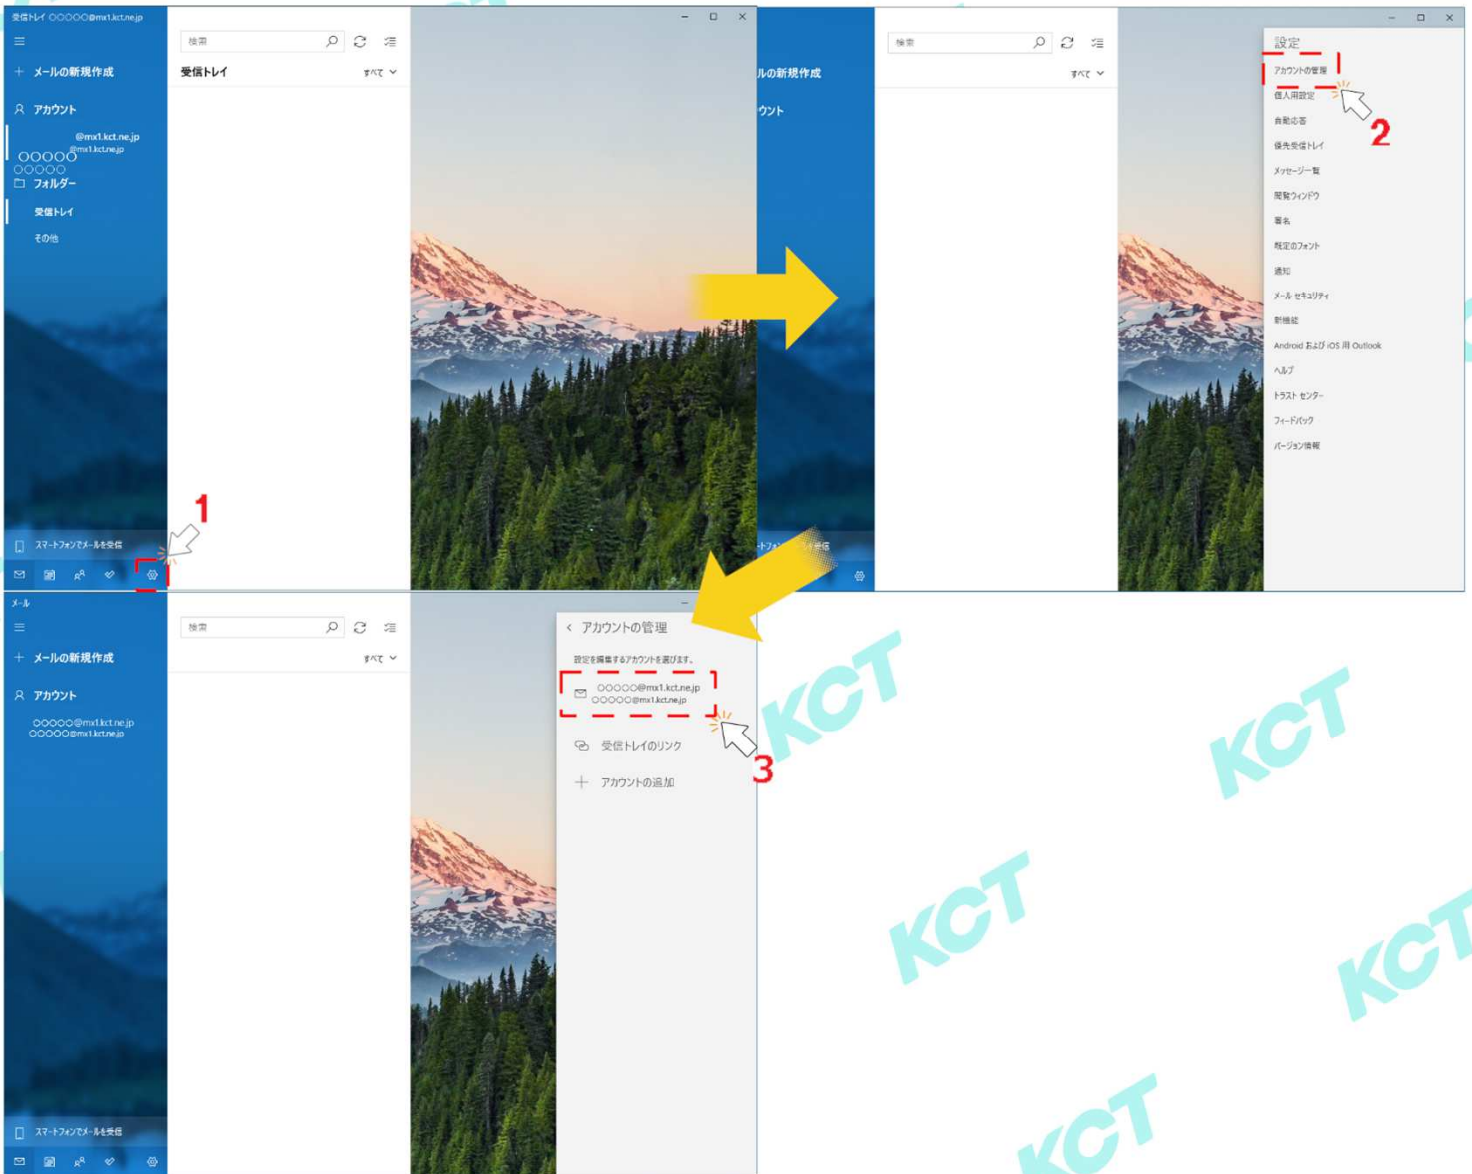 受信トレイ ○○○○○@mx1.kct.ne.jp
検索
メールの新規作成
受信トレイ
すべて
アカウント
@mx1.kct.ne.jp
@mx1.kct.ne.jp
○○○○○
○○○○○
フォルダー
受信トレイ
その他
1
スマートフォンでメールを受信
検索
ルの新規作成
すべて
ウント
設定
アカウントの管理
個人用設定
2
自動応答
優先受信トレイ
メッセージ一覧
閲覧ウィンドウ
署名
既定のフォント
通知
メール セキュリティ
新機能
Android および iOS 用 Outlook
ヘルプ
トラスト センター
フィードバック
バージョン情報
メール
検索
メールの新規作成
すべて
アカウント
○○○○○@mx1.kct.ne.jp
○○○○○@mx1.kct.ne.jp
アカウントの管理
設定を編集するアカウントを選びます。
○○○○○@mx1.kct.ne.jp
○○○○○@mx1.kct.ne.jp
受信トレイのリンク
3
アカウントの追加
スマートフォンでメールを受信
KCT
KCT
KCT
KCT
KCT